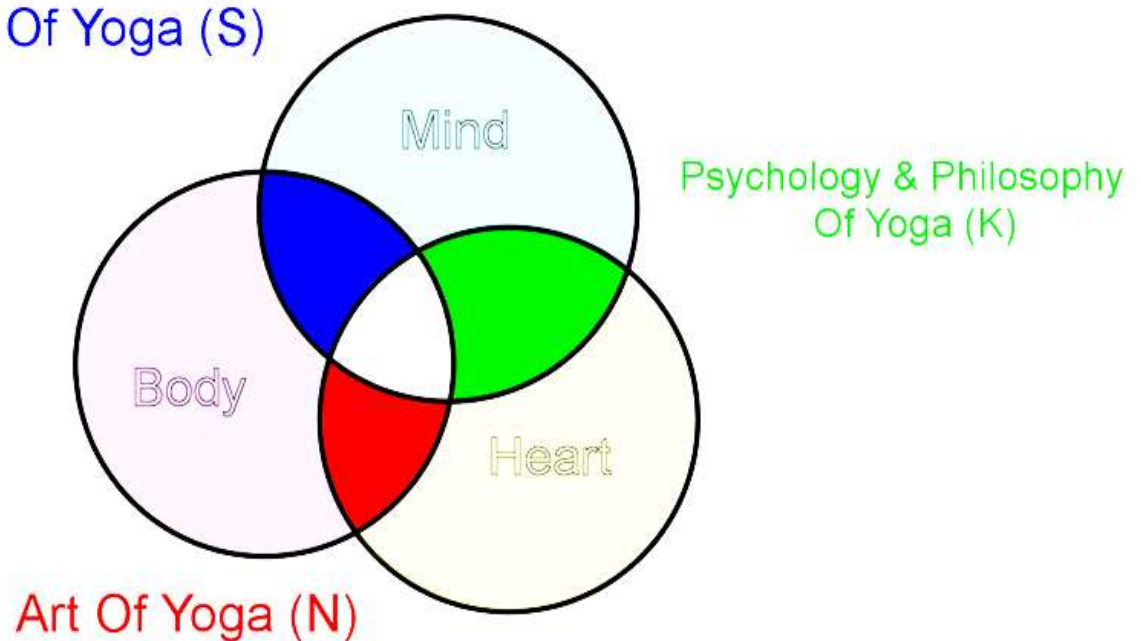 Of Yoga (S)
Mind
Psychology & Philosophy
Of Yoga (K)
Body
Heart
Art Of Yoga (N)